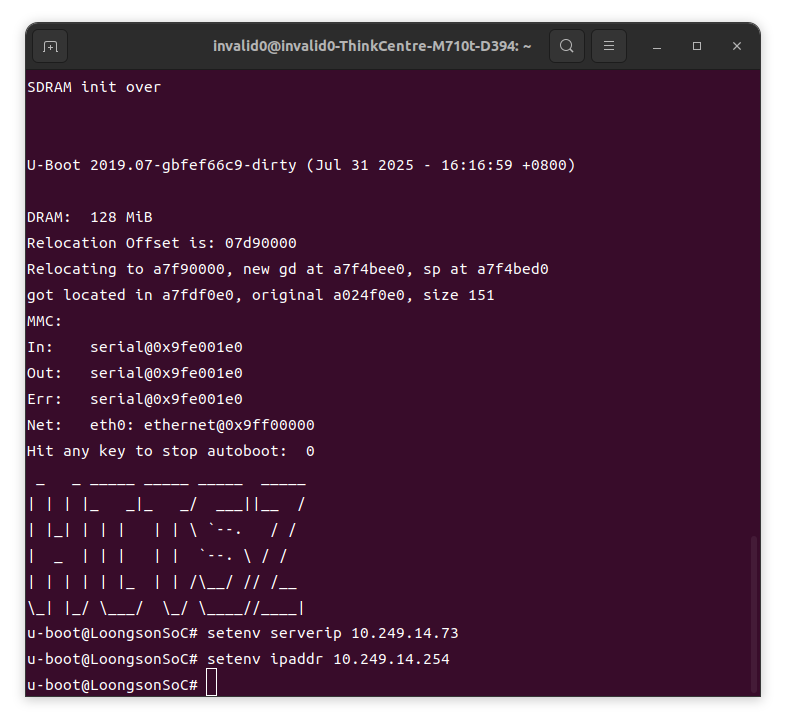 invalid0@invalid0-ThinkCentre-M710t-D394: ~
SDRAM init over
U-Boot 2019.07-gbfef66c9-dirty (Jul 31 2025 - 16:16:59 +0800)
DRAM:  128 MiB
Relocation Offset is: 07d90000
Relocating to a7f90000, new gd at a7f4bee0, sp at a7f4bed0
got located in a7fdf0e0, original a024f0e0, size 151
MMC:
In:    serial@0x9fe001e0
Out:   serial@0x9fe001e0
Err:   serial@0x9fe001e0
Net:   eth0: ethernet@0x9ff00000
Hit any key to stop autoboot:  0
 _   _ _____ _____ _____  _____
| | | |_   _|_   _/  ___||__  /
| |_| | | |   | | \ `--.   / /
|  _  | | |   | |  `--. \ / /
| | | | | |_  | | /\__/ // /__
\_| |_/ \___/  \_/ \____//____|
u-boot@LoongsonSoC# setenv serverip 10.249.14.73
u-boot@LoongsonSoC# setenv ipaddr 10.249.14.254
u-boot@LoongsonSoC#